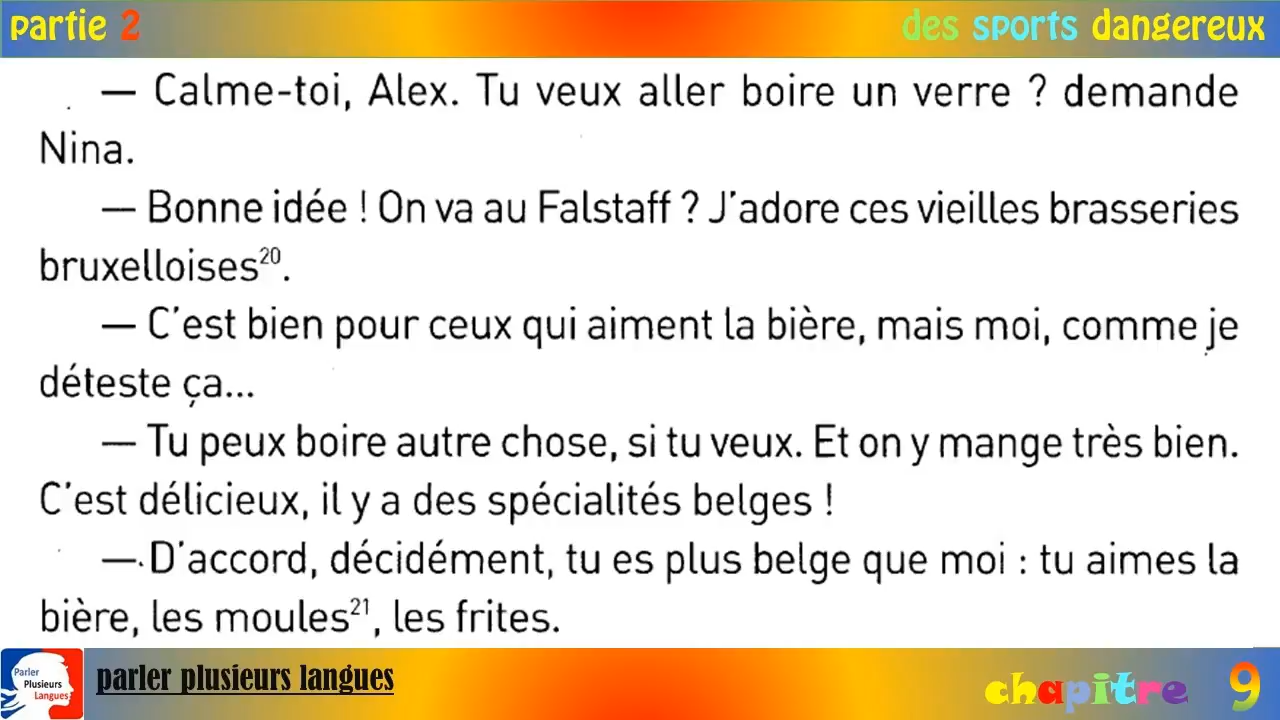 partie 2
des sports dangereux
— Calme-toi, Alex. Tu veux aller boire un verre ? demande
Nina.
— Bonne idée ! On va au Falstaff ? J'adore ces vieilles brasseries
bruxelloises²⁰.
— C'est bien pour ceux qui aiment la bière, mais moi, comme je
déteste ça...
— Tu peux boire autre chose, si tu veux. Et on y mange très bien.
C'est délicieux, il y a des spécialités belges !
— D'accord, décidément, tu es plus belge que moi : tu aimes la
bière, les moules²¹, les frites.
Parler
Plusieurs
Langues
parler plusieurs langues
chapitre 9